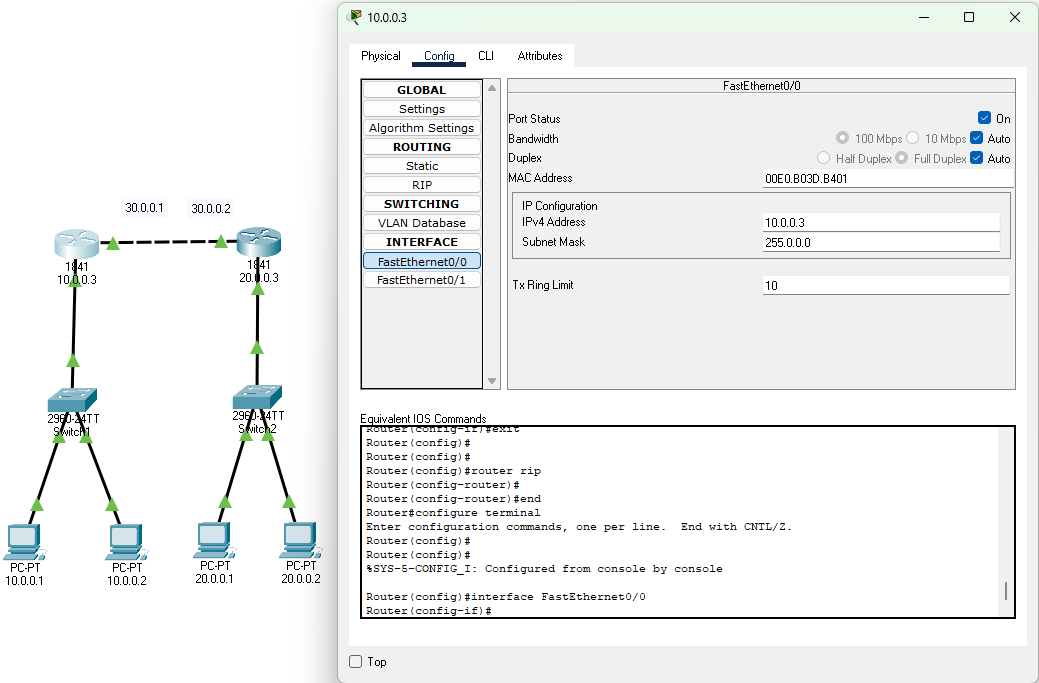 10.0.0.3
Physical Config CLI Attributes
GLOBAL
Settings
Algorithm Settings
ROUTING
Static
RIP
SWITCHING
VLAN Database
INTERFACE
FastEthernet0/0
FastEthernet0/1
FastEthernet0/0
Port Status On
Bandwidth 100 Mbps 10 Mbps Auto
Duplex Half Duplex Full Duplex Auto
MAC Address 00E0.B03D.B401
IP Configuration
IPv4 Address 10.0.0.3
Subnet Mask 255.0.0.0
Tx Ring Limit 10
Equivalent IOS Commands
Router(config-if)#exit
Router(config)#
Router(config)#
Router(config)#router rip
Router(config-router)#
Router(config-router)#end
Router#configure terminal
Enter configuration commands, one per line. End with CNTL/Z.
Router(config)#
Router(config)#
%SYS-5-CONFIG_I: Configured from console by console
Router(config)#interface FastEthernet0/0
Router(config-if)#
Top
30.0.0.1 30.0.0.2
1841
10.0.0.3
1841
20.0.0.3
2960-24TT
Switch1
2960-24TT
Switch2
PC-PT
10.0.0.1
PC-PT
10.0.0.2
PC-PT
20.0.0.1
PC-PT
20.0.0.2